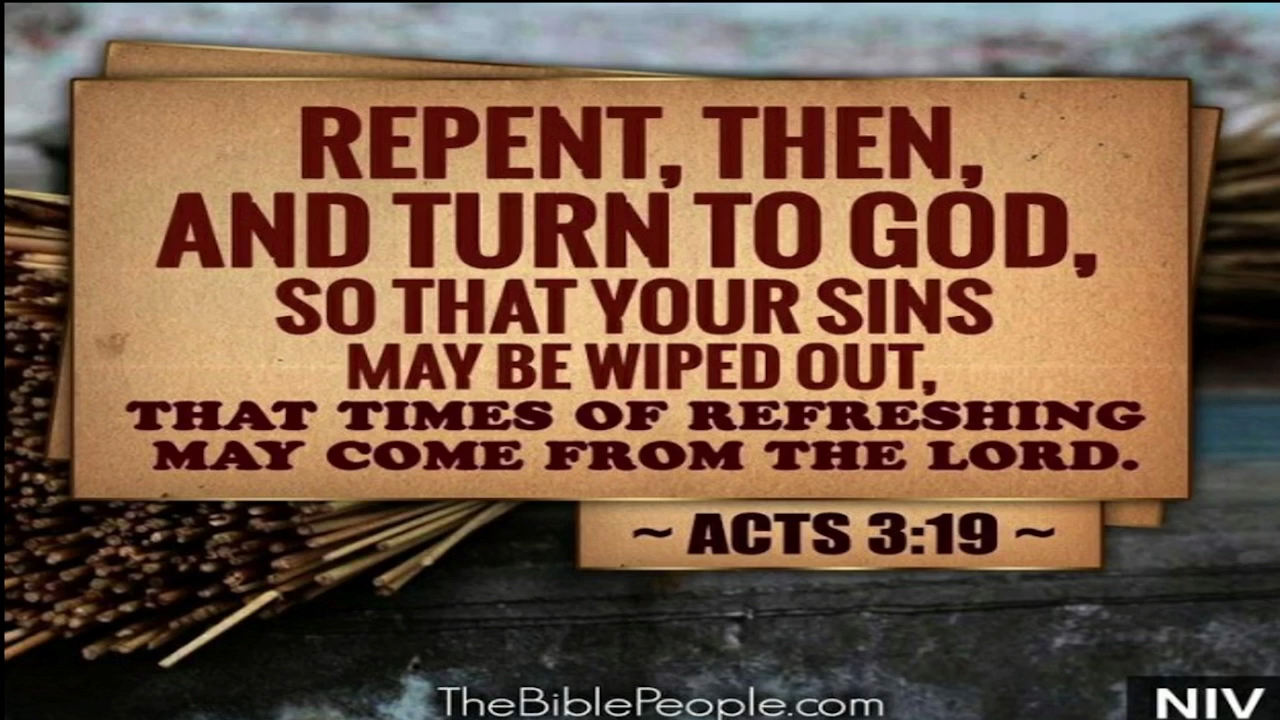 REPENT, THEN,
AND TURN TO GOD,
SO THAT YOUR SINS
MAY BE WIPED OUT,
THAT TIMES OF REFRESHING
MAY COME FROM THE LORD.
~ ACTS 3:19 ~
TheBiblePeople.com
NIV